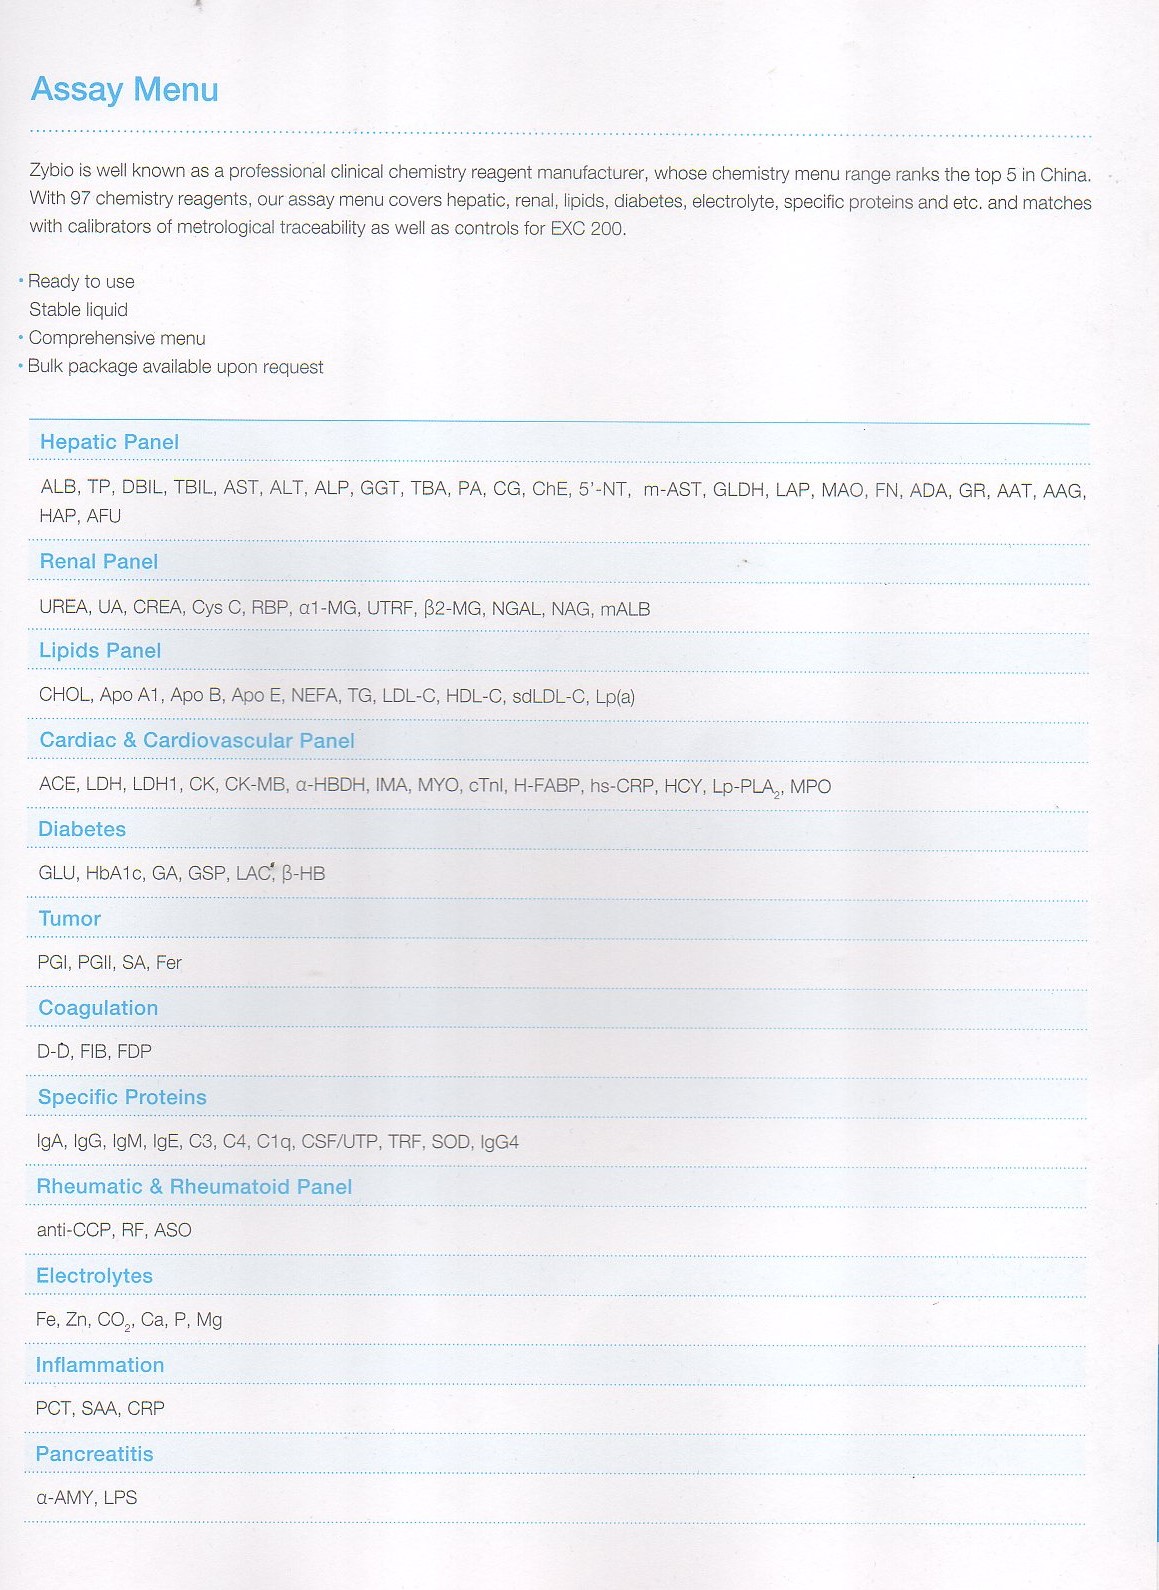 Assay Menu
Zybio is well known as a professional clinical chemistry reagent manufacturer, whose chemistry menu range ranks the top 5 in China.
With 97 chemistry reagents, our assay menu covers hepatic, renal, lipids, diabetes, electrolyte, specific proteins and etc. and matches
with calibrators of metrological traceability as well as controls for EXC 200.
• Ready to use
Stable liquid
• Comprehensive menu
• Bulk package available upon request
Hepatic Panel
ALB, TP, DBIL, TBIL, AST, ALT, ALP, GGT, TBA, PA, CG, ChE, 5'-NT, m-AST, GLDH, LAP, MAO, FN, ADA, GR, AAT, AAG,
HAP, AFU
Renal Panel
UREA, UA, CREA, Cys C, RBP, α1-MG, UTRF, β2-MG, NGAL, NAG, mALB
Lipids Panel
CHOL, Apo A1, Apo B, Apo E, NEFA, TG, LDL-C, HDL-C, sdLDL-C, Lp(a)
Cardiac & Cardiovascular Panel
ACE, LDH, LDH1, CK, CK-MB, α-HBDH, IMA, MYO, cTnI, H-FABP, hs-CRP, HCY, Lp-PLA₂, MPO
Diabetes
GLU, HbA1c, GA, GSP, LAC, β-HB
Tumor
PGI, PGII, SA, Fer
Coagulation
D-D, FIB, FDP
Specific Proteins
IgA, IgG, IgM, IgE, C3, C4, C1q, CSF/UTP, TRF, SOD, IgG4
Rheumatic & Rheumatoid Panel
anti-CCP, RF, ASO
Electrolytes
Fe, Zn, CO₂, Ca, P, Mg
Inflammation
PCT, SAA, CRP
Pancreatitis
α-AMY, LPS